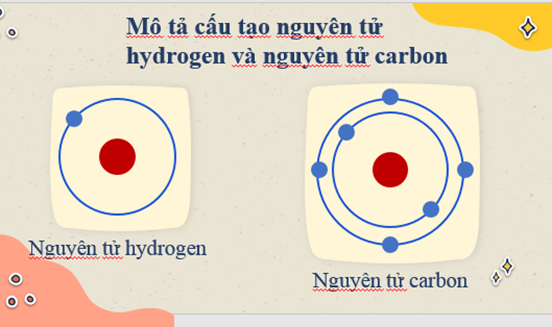 Mô tả cấu tạo nguyên tử
hydrogen và nguyên tử carbon
Nguyên tử hydrogen
Nguyên tử carbon